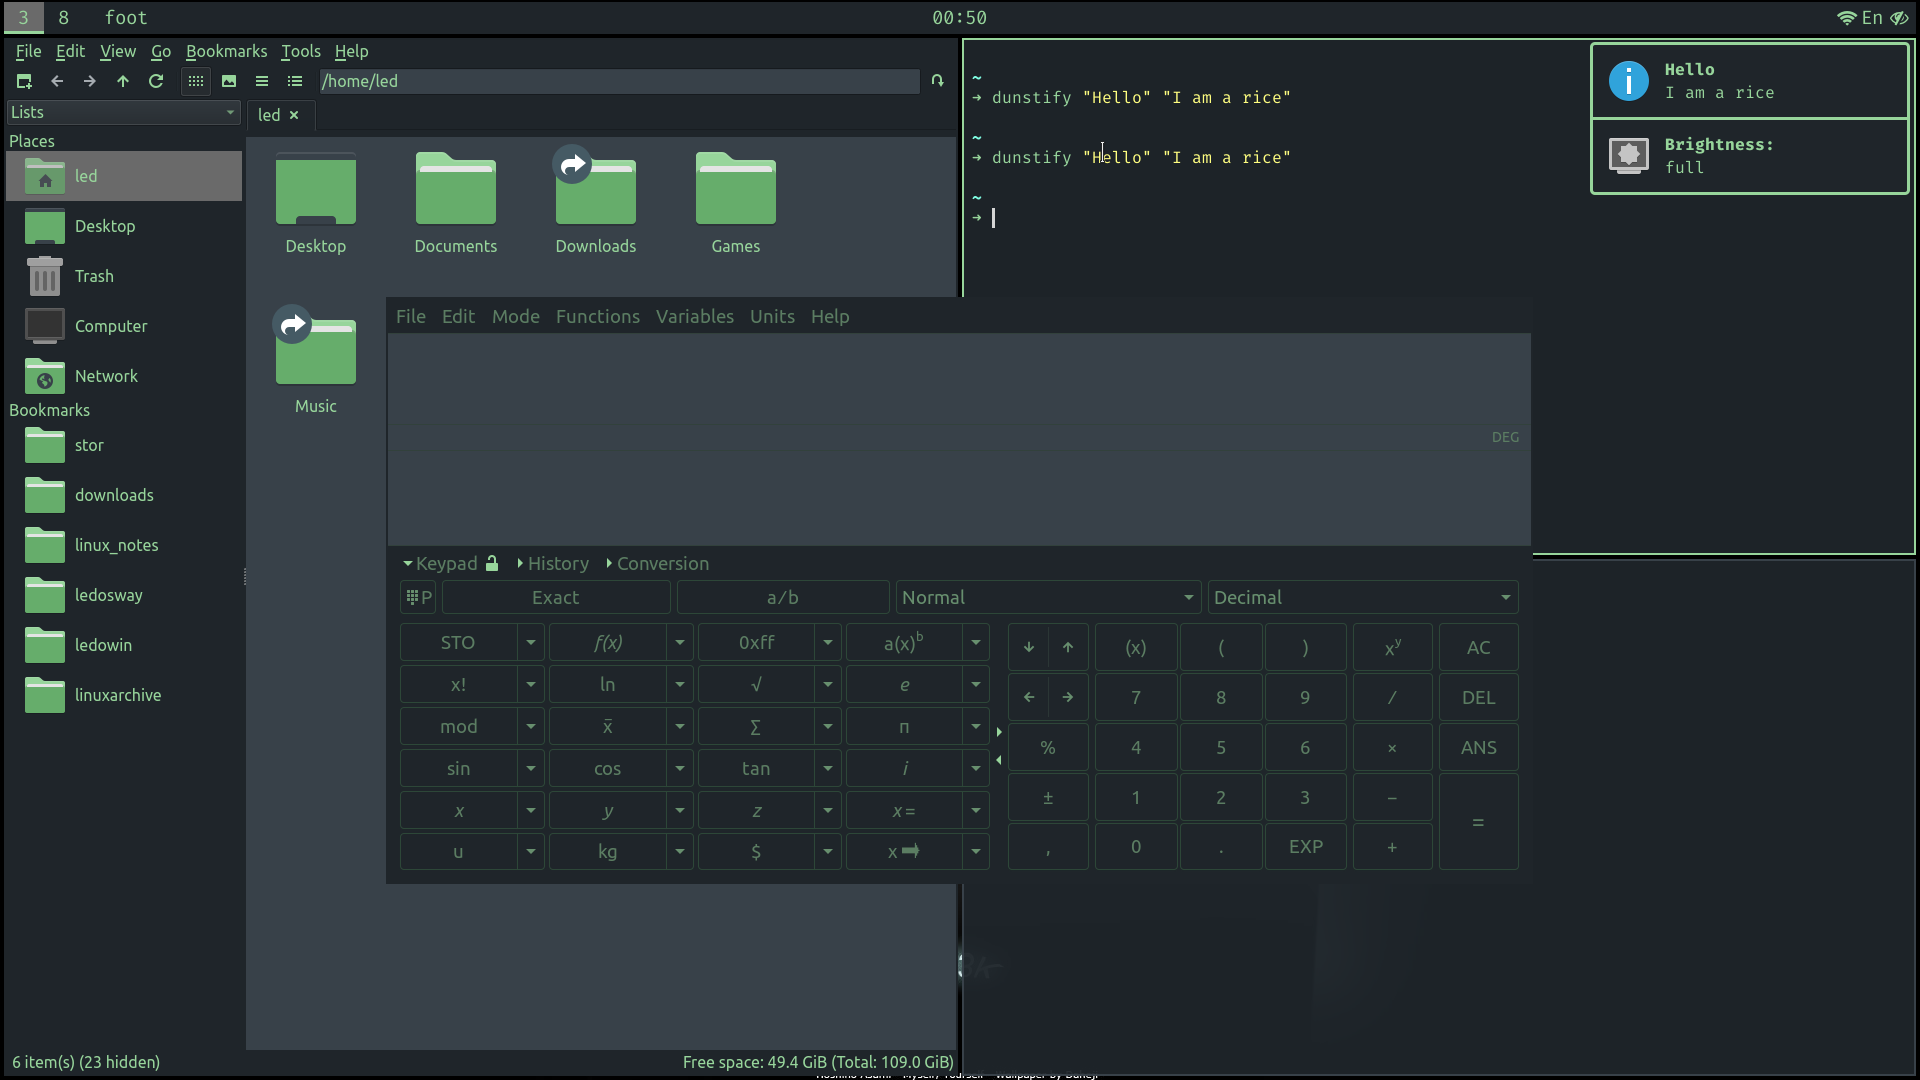 3 8 foot 00:50 En
File Edit View Go Bookmarks Tools Help
/home/led
Lists
led
Places
led
Desktop
Trash
Computer
Network
Bookmarks
stor
downloads
linux_notes
ledosway
ledowin
linuxarchive
Desktop Documents Downloads Games
Music
6 item(s) (23 hidden)
Free space: 49.4 GiB (Total: 109.0 GiB)
~
→ dunstify "Hello" "I am a rice"
~
→ dunstify "Hello" "I am a rice"
~
→
Hello
I am a rice
Brightness:
full
File Edit Mode Functions Variables Units Help
DEG
Keypad History Conversion
P Exact a/b Normal Decimal
STO f(x) 0xff a(x)ᵇ ↓ ↑ (x) ( ) xʸ AC
x! ln √ e ← → 7 8 9 / DEL
mod x̄ Σ π % 4 5 6 × ANS
sin cos tan i ± 1 2 3 − =
x y z x= , 0 . EXP +
u kg $ x